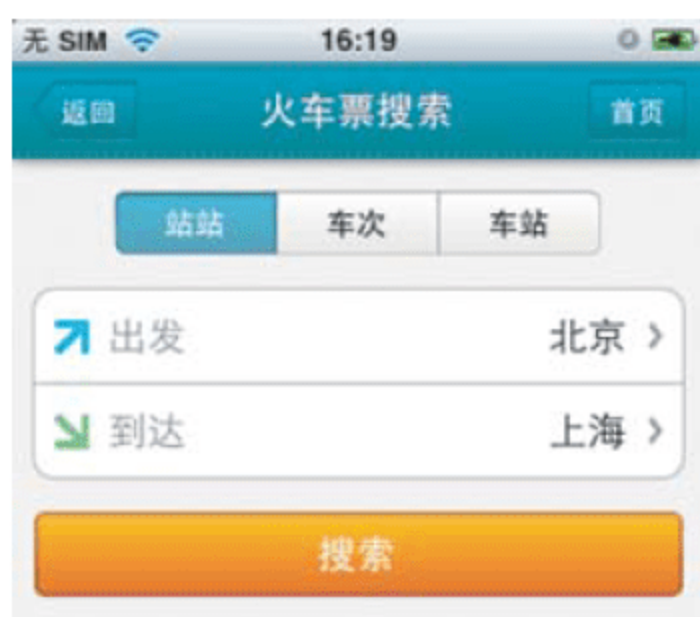 无 SIM 16:19
返回 火车票搜索 首页
站站 车次 车站
出发 北京
到达 上海
搜索